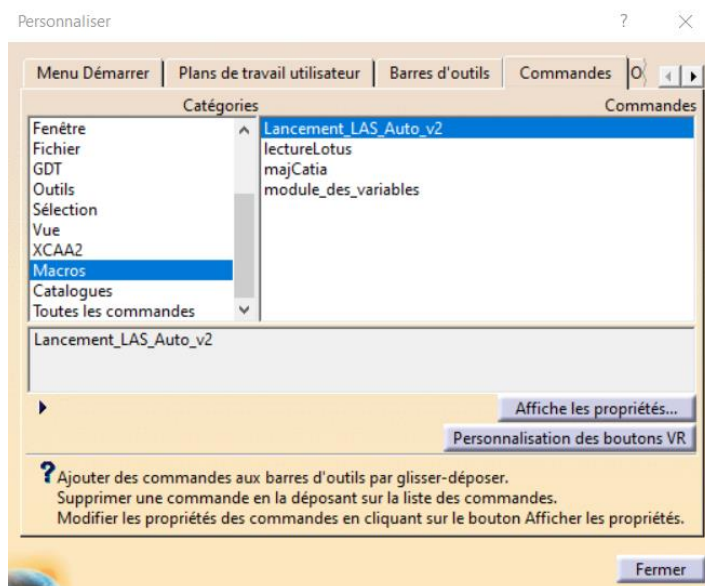 Personnaliser ? ×
Menu Démarrer Plans de travail utilisateur Barres d'outils Commandes O
Catégories Commandes
Fenêtre
Fichier
GDT
Outils
Sélection
Vue
XCAA2
Macros
Catalogues
Toutes les commandes
Lancement_LAS_Auto_v2
lectureLotus
majCatia
module_des_variables
Lancement_LAS_Auto_v2
Affiche les propriétés...
Personnalisation des boutons VR
? Ajouter des commandes aux barres d'outils par glisser-déposer.
Supprimer une commande en la déposant sur la liste des commandes.
Modifier les propriétés des commandes en cliquant sur le bouton Afficher les propriétés.
Fermer